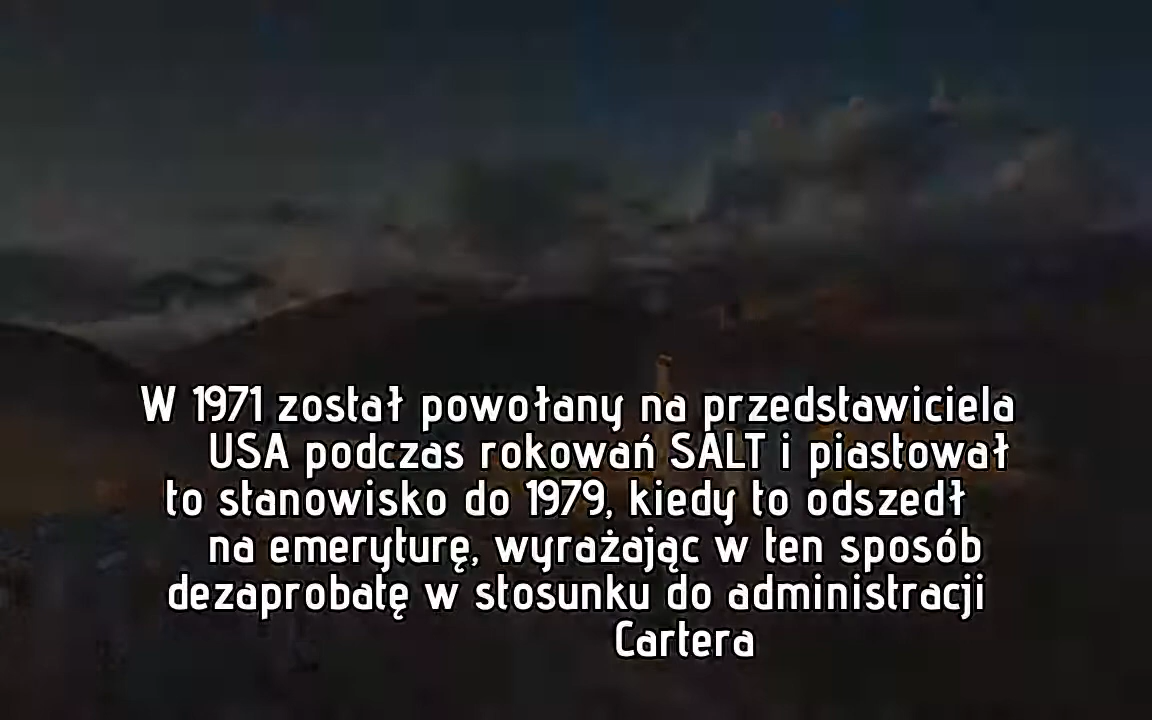 W 1971 został powołany na przedstawiciela
USA podczas rokowań SALT i piastował
to stanowisko do 1979, kiedy to odszedł
na emeryturę, wyrażając w ten sposób
dezaprobatę w stosunku do administracji
Cartera